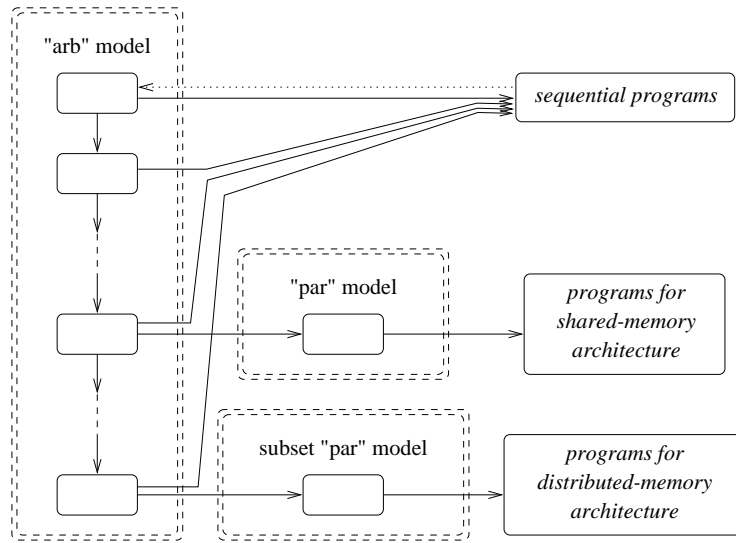 "arb" model
sequential programs
"par" model
programs for
shared-memory
architecture
subset "par" model
programs for
distributed-memory
architecture